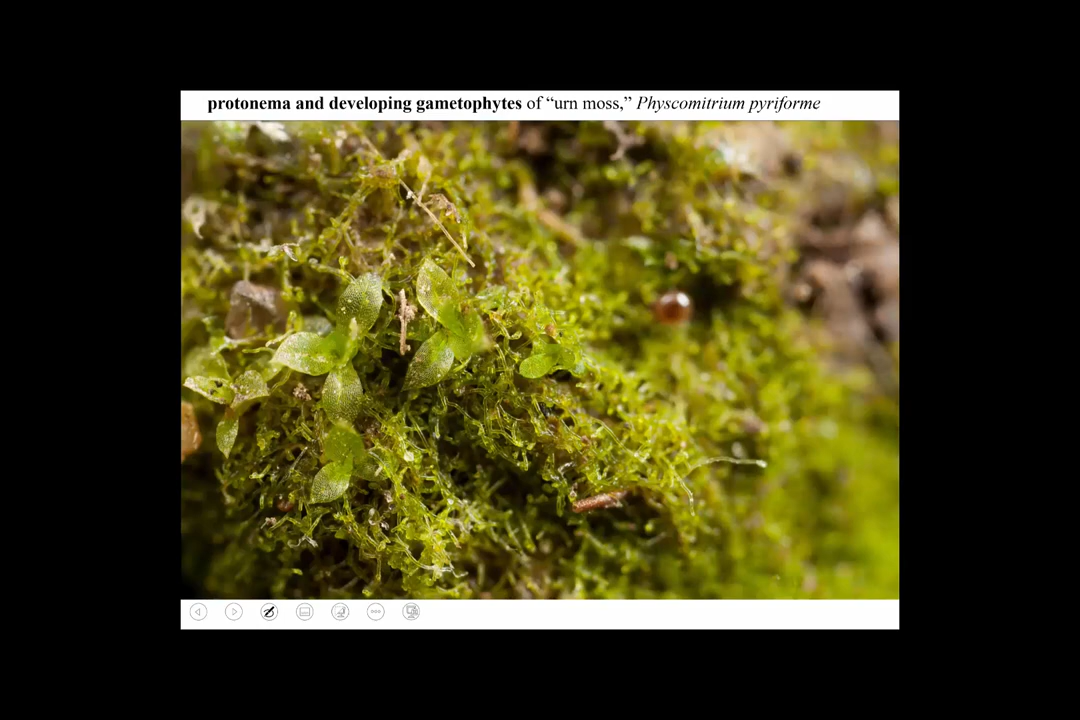 protonema and developing gametophytes of “urn moss,” Physcomitrium pyriforme